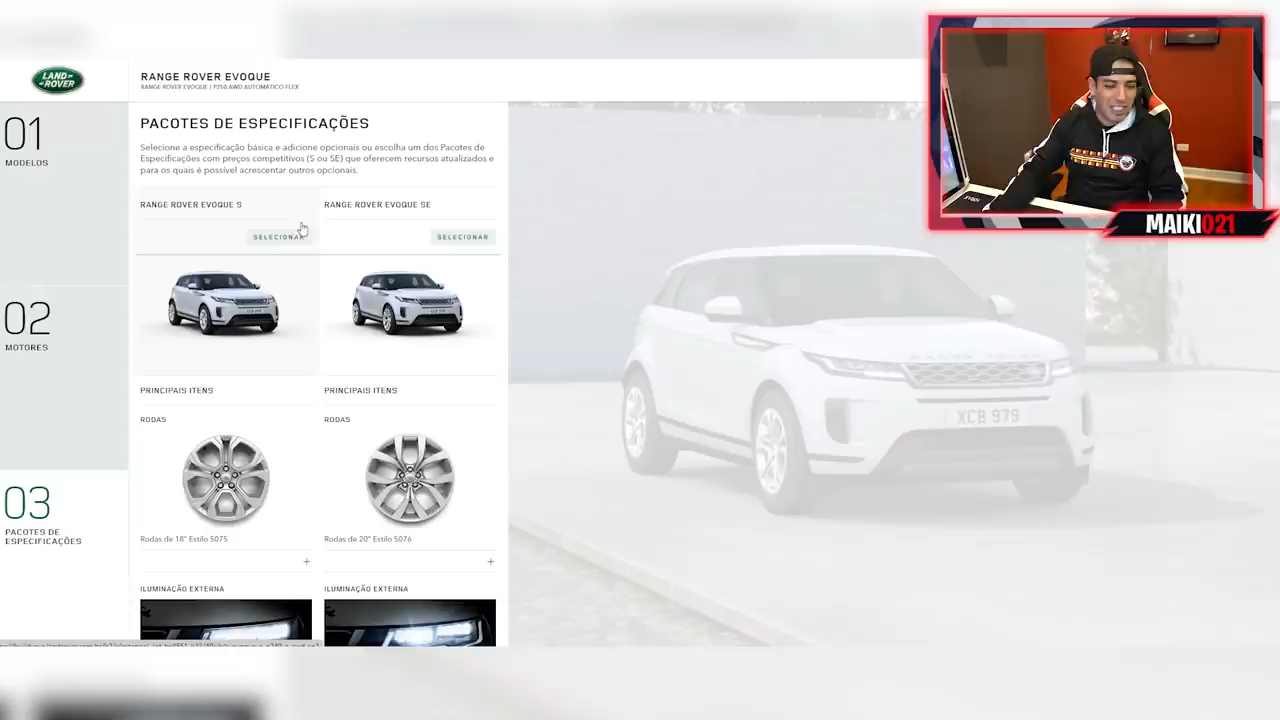 LAND-
-ROVER
RANGE ROVER EVOQUE
RANGE ROVER EVOQUE | P250 AWD AUTOMÁTICO FLEX
01
MODELOS
02
MOTORES
03
PACOTES DE
ESPECIFICAÇÕES
PACOTES DE ESPECIFICAÇÕES
Selecione a especificação básica e adicione opcionais ou escolha um dos Pacotes de
Especificações com preços competitivos (S ou SE) que oferecem recursos atualizados e
para os quais é possível acrescentar outros opcionais.
RANGE ROVER EVOQUE S
RANGE ROVER EVOQUE SE
SELECIONAR
SELECIONAR
PRINCIPAIS ITENS
PRINCIPAIS ITENS
RODAS
RODAS
Rodas de 18" Estilo 5075
Rodas de 20" Estilo 5076
+
+
ILUMINAÇÃO EXTERNA
ILUMINAÇÃO EXTERNA
XCB 979
MAIKI021